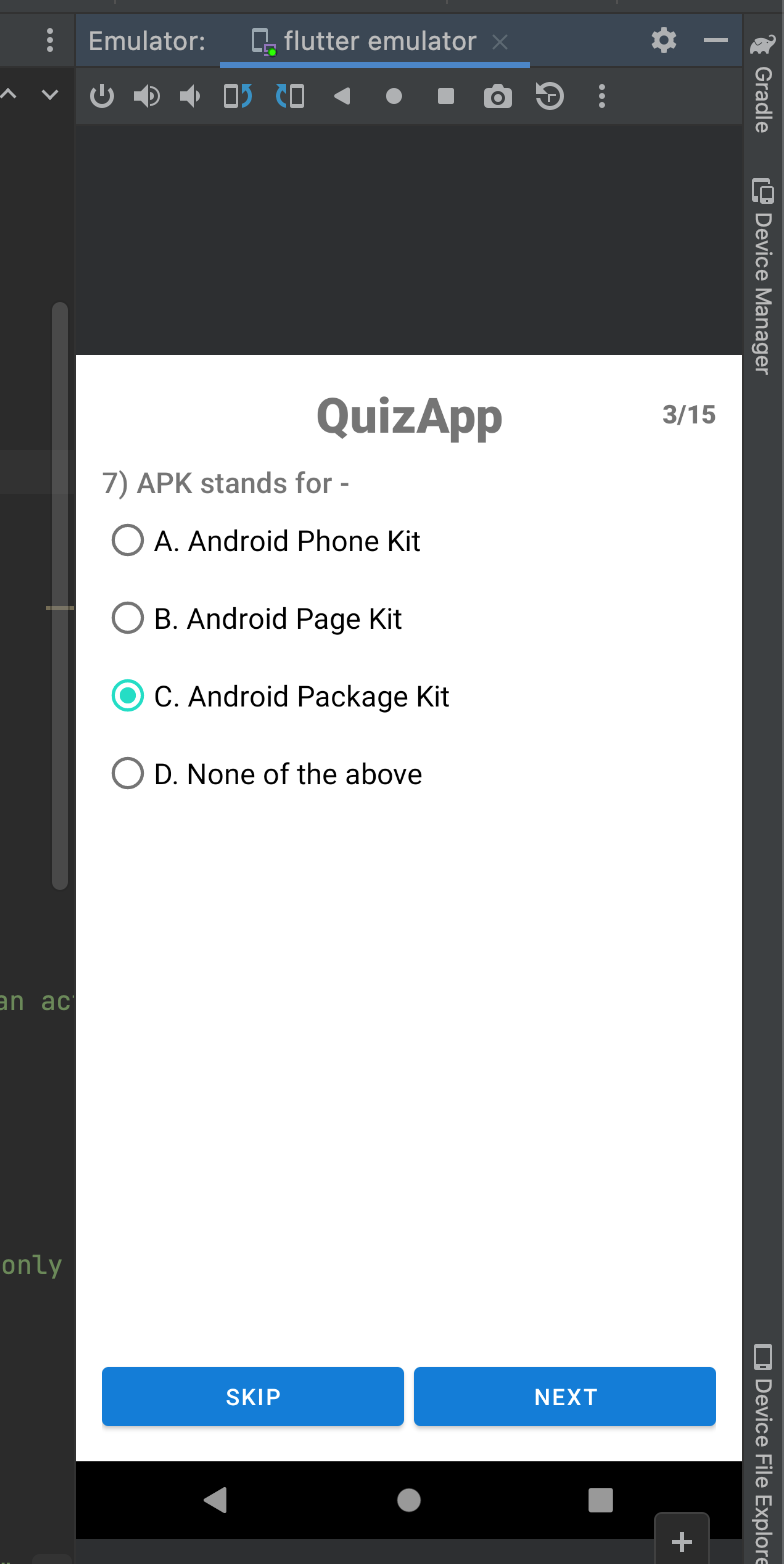 Emulator: flutter emulator
Gradle
Device Manager
QuizApp
3/15
7) APK stands for -
A. Android Phone Kit
B. Android Page Kit
C. Android Package Kit
D. None of the above
an ac
only
SKIP
NEXT
Device File Explore